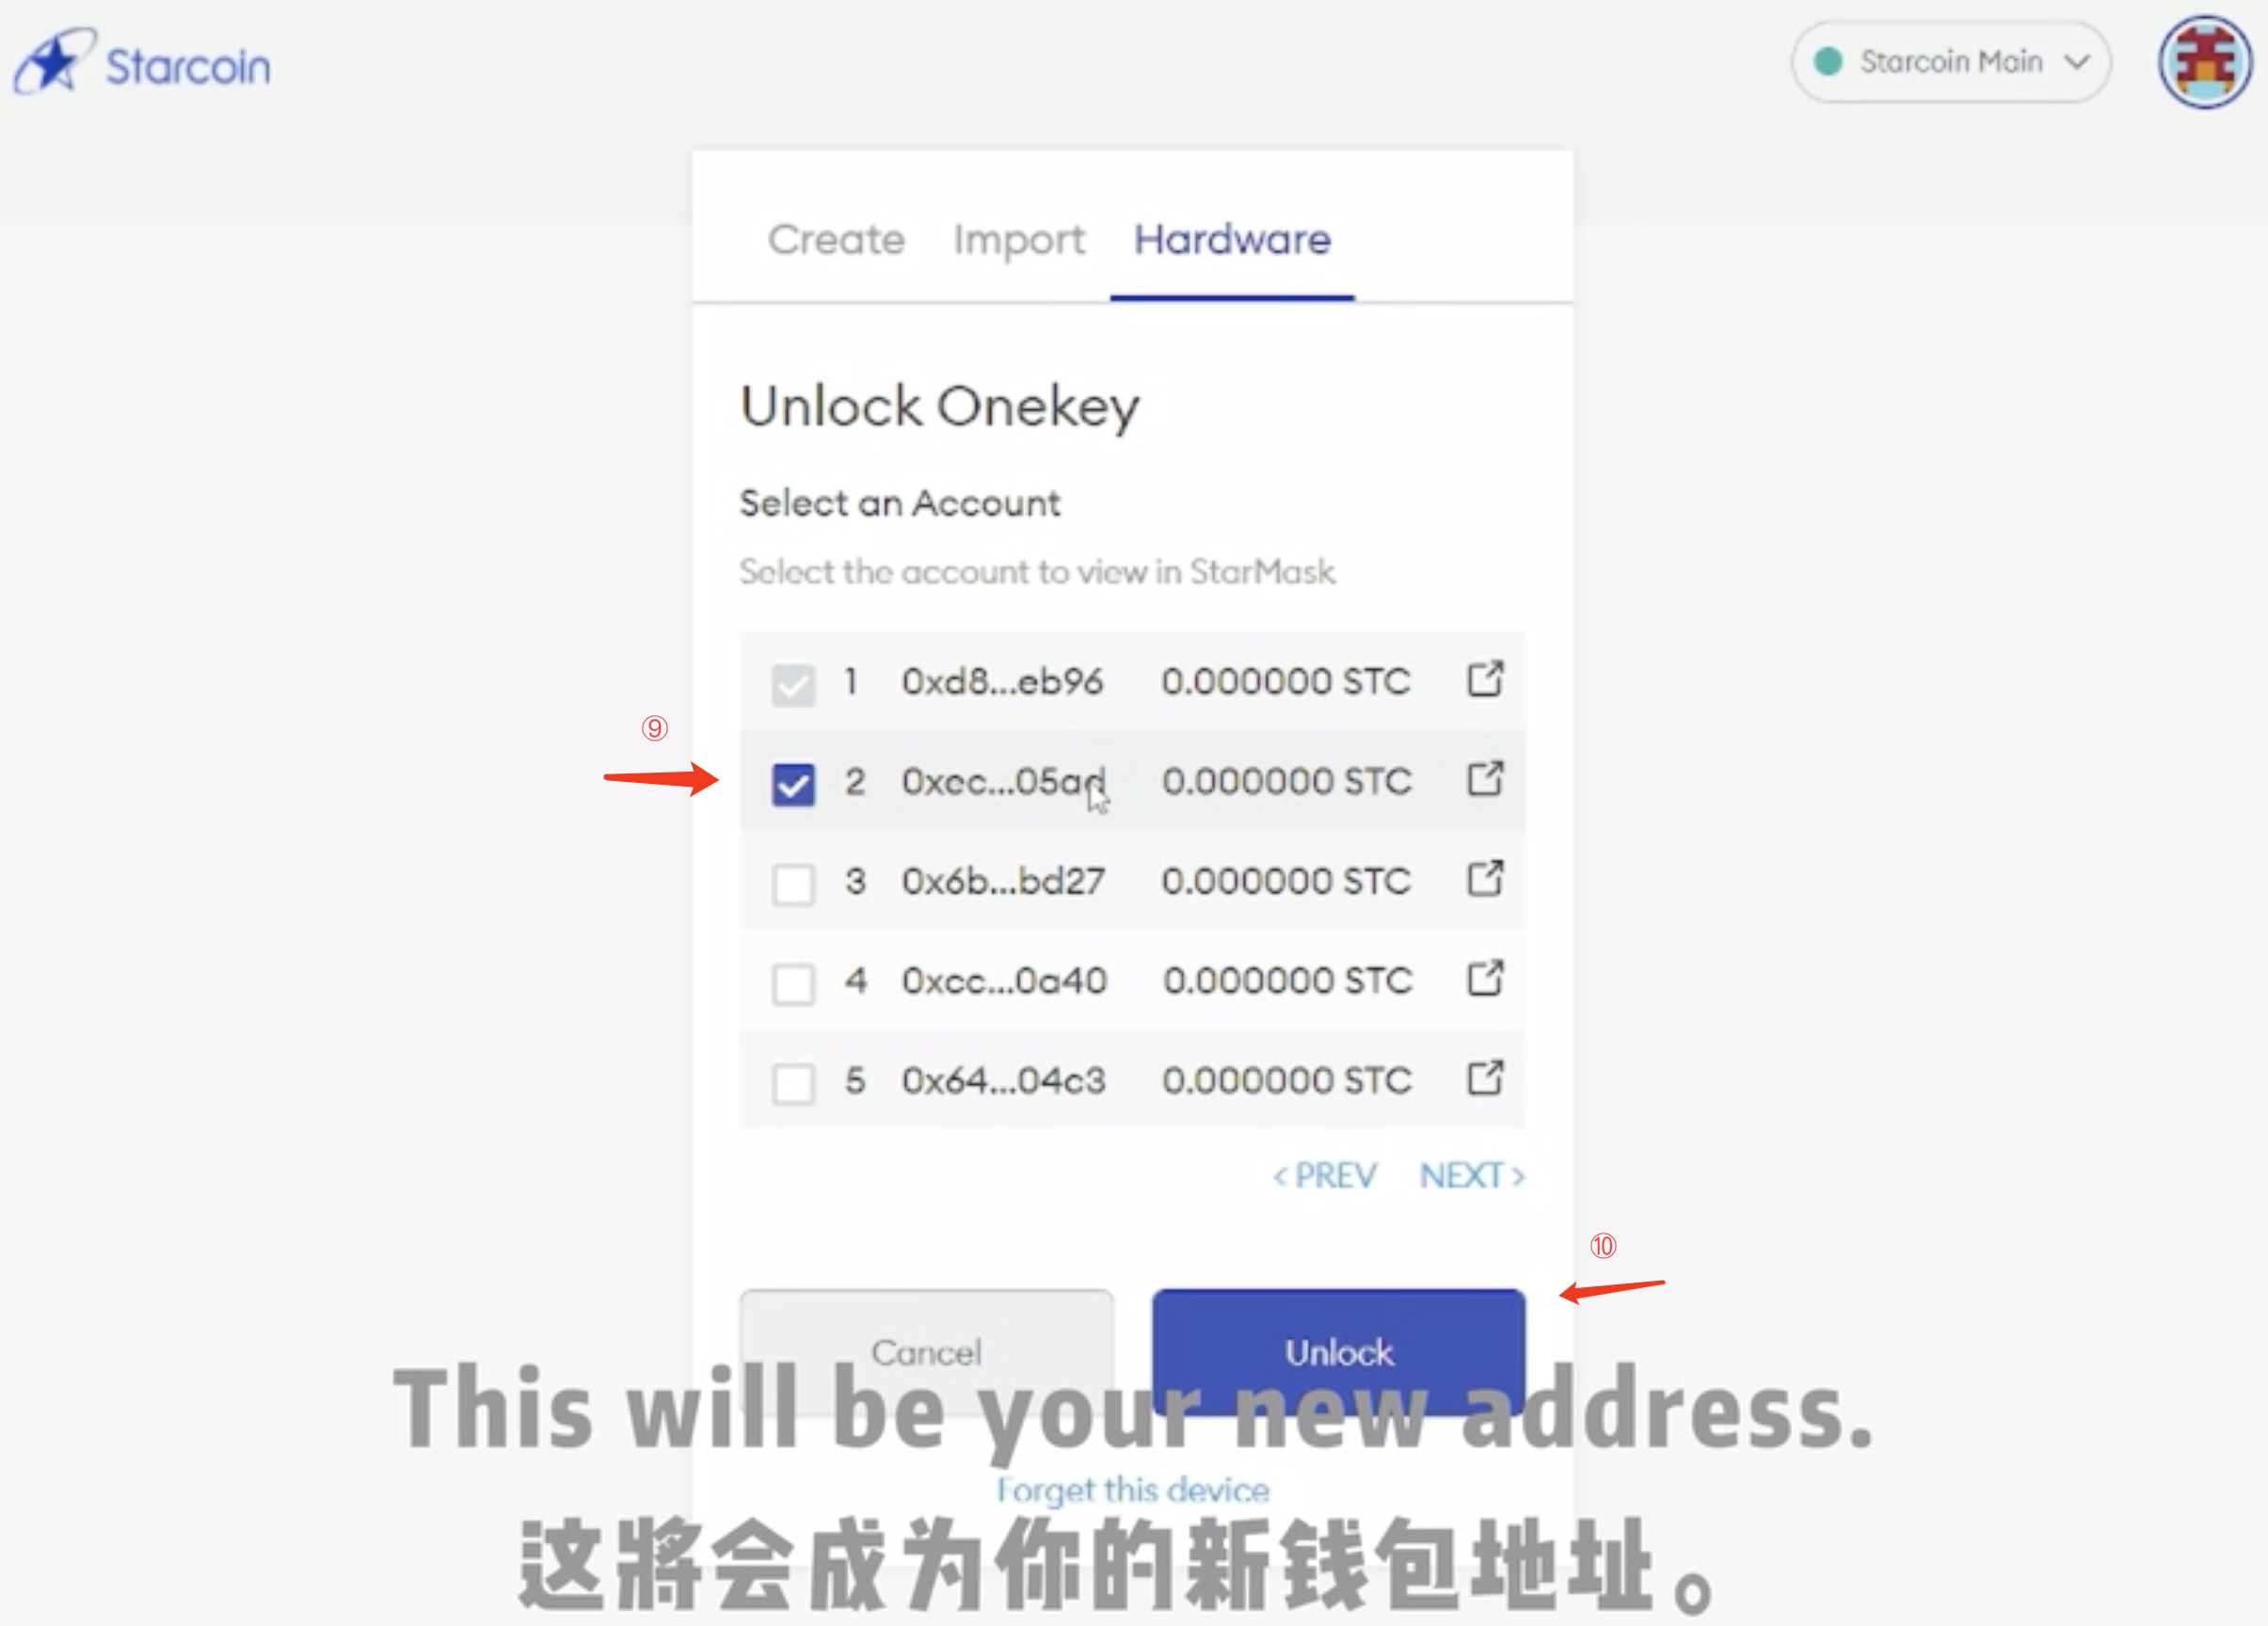 Starcoin
Starcoin Main
Create Import Hardware
Unlock Onekey
Select an Account
Select the account to view in StarMask
1 0xd8...eb96 0.000000 STC
⑨
2 0xec...05ad 0.000000 STC
3 0x6b...bd27 0.000000 STC
4 0xcc...0a40 0.000000 STC
5 0x64...04c3 0.000000 STC
< PREV NEXT >
⑩
Cancel Unlock
This will be your new address.
Forget this device
这將会成为你的新钱包地址。